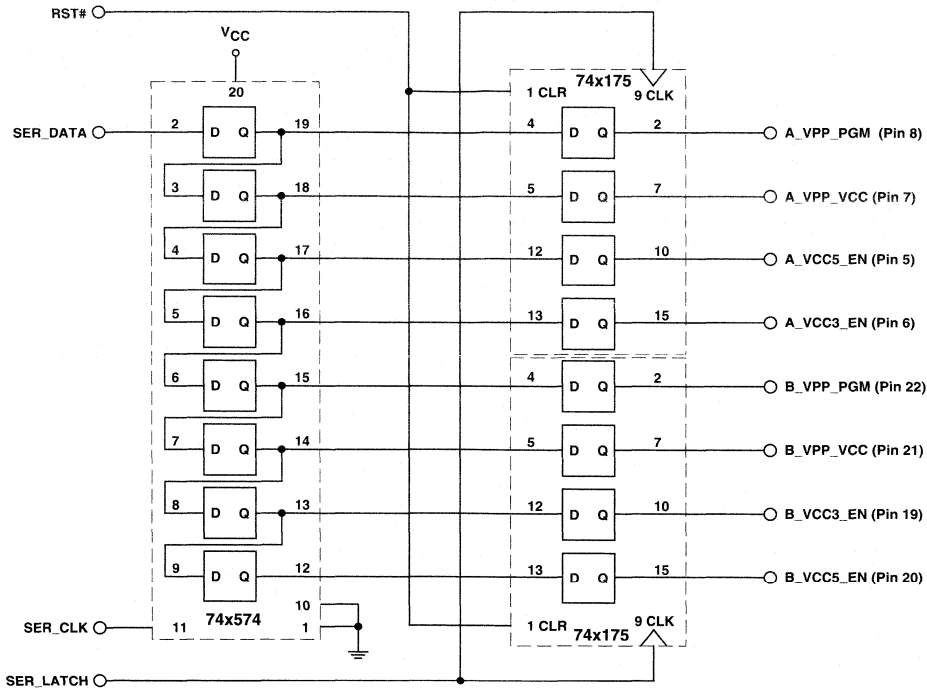 RST#
VCC
20
74x175
1 CLR
9 CLK
SER_DATA
2 D Q 19
4 D Q 2
A_VPP_PGM (Pin 8)
3 D Q 18
5 D Q 7
A_VPP_VCC (Pin 7)
4 D Q 17
12 D Q 10
A_VCC5_EN (Pin 5)
5 D Q 16
13 D Q 15
A_VCC3_EN (Pin 6)
6 D Q 15
4 D Q 2
B_VPP_PGM (Pin 22)
7 D Q 14
5 D Q 7
B_VPP_VCC (Pin 21)
8 D Q 13
12 D Q 10
B_VCC3_EN (Pin 19)
9 D Q 12
13 D Q 15
B_VCC5_EN (Pin 20)
10
74x574
SER_CLK
11
1
1 CLR
9 CLK
74x175
SER_LATCH